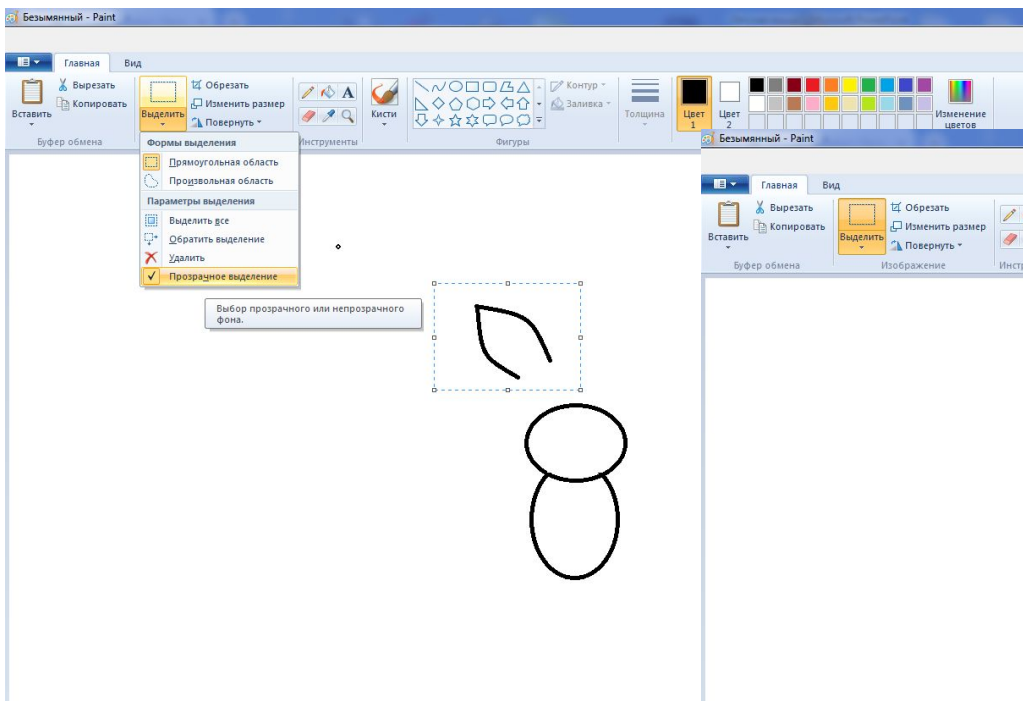 Безымянный - Paint
Главная Вид
Вставить
Вырезать
Копировать
Буфер обмена
Выделить
Обрезать
Изменить размер
Повернуть
Формы выделения
Прямоугольная область
Произвольная область
Параметры выделения
Выделить все
Обратить выделение
Удалить
Прозрачное выделение
Выбор прозрачного или непрозрачного
фона.
A
Инструменты
Кисти
Контур
Заливка
Фигуры
Толщина
Цвет
1
Цвет
2
Изменение
цветов
Безымянный - Paint
Главная Вид
Вставить
Вырезать
Копировать
Буфер обмена
Выделить
Обрезать
Изменить размер
Повернуть
Изображение